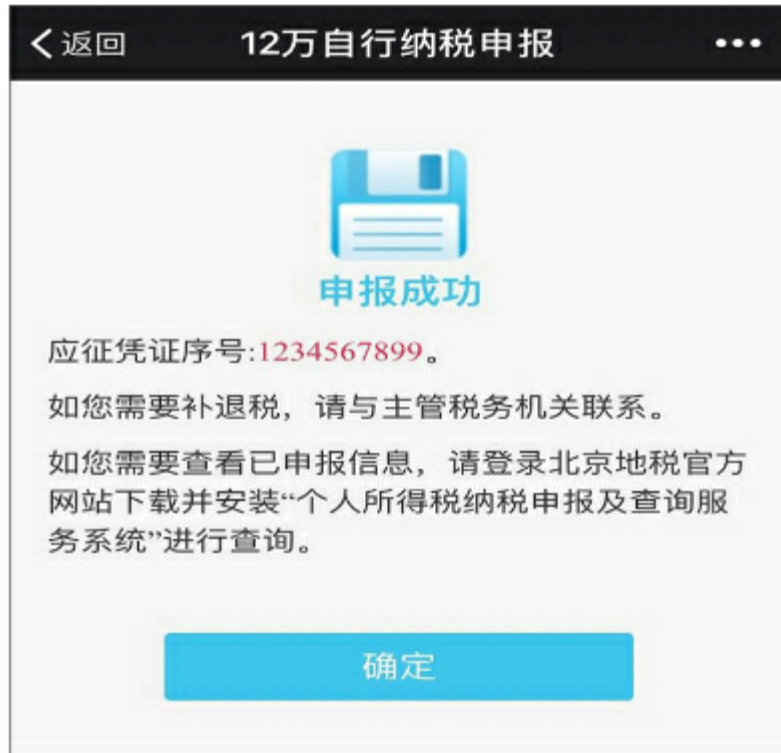 返回 12万自行纳税申报 •••
申报成功
应征凭证序号:1234567899。
如您需要补退税，请与主管税务机关联系。
如您需要查看已申报信息，请登录北京地税官方
网站下载并安装“个人所得税纳税申报及查询服
务系统”进行查询。
确定